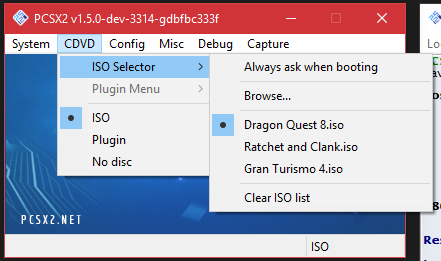 PCSX2 v1.5.0-dev-3314-gdbfbc333f
System CDVD Config Misc Debug Capture
ISO Selector
Plugin Menu
ISO
Plugin
No disc
Always ask when booting
Browse...
Dragon Quest 8.iso
Ratchet and Clank.iso
Gran Turismo 4.iso
Clear ISO list
PCSX2.NET
ISO
Lo
Res